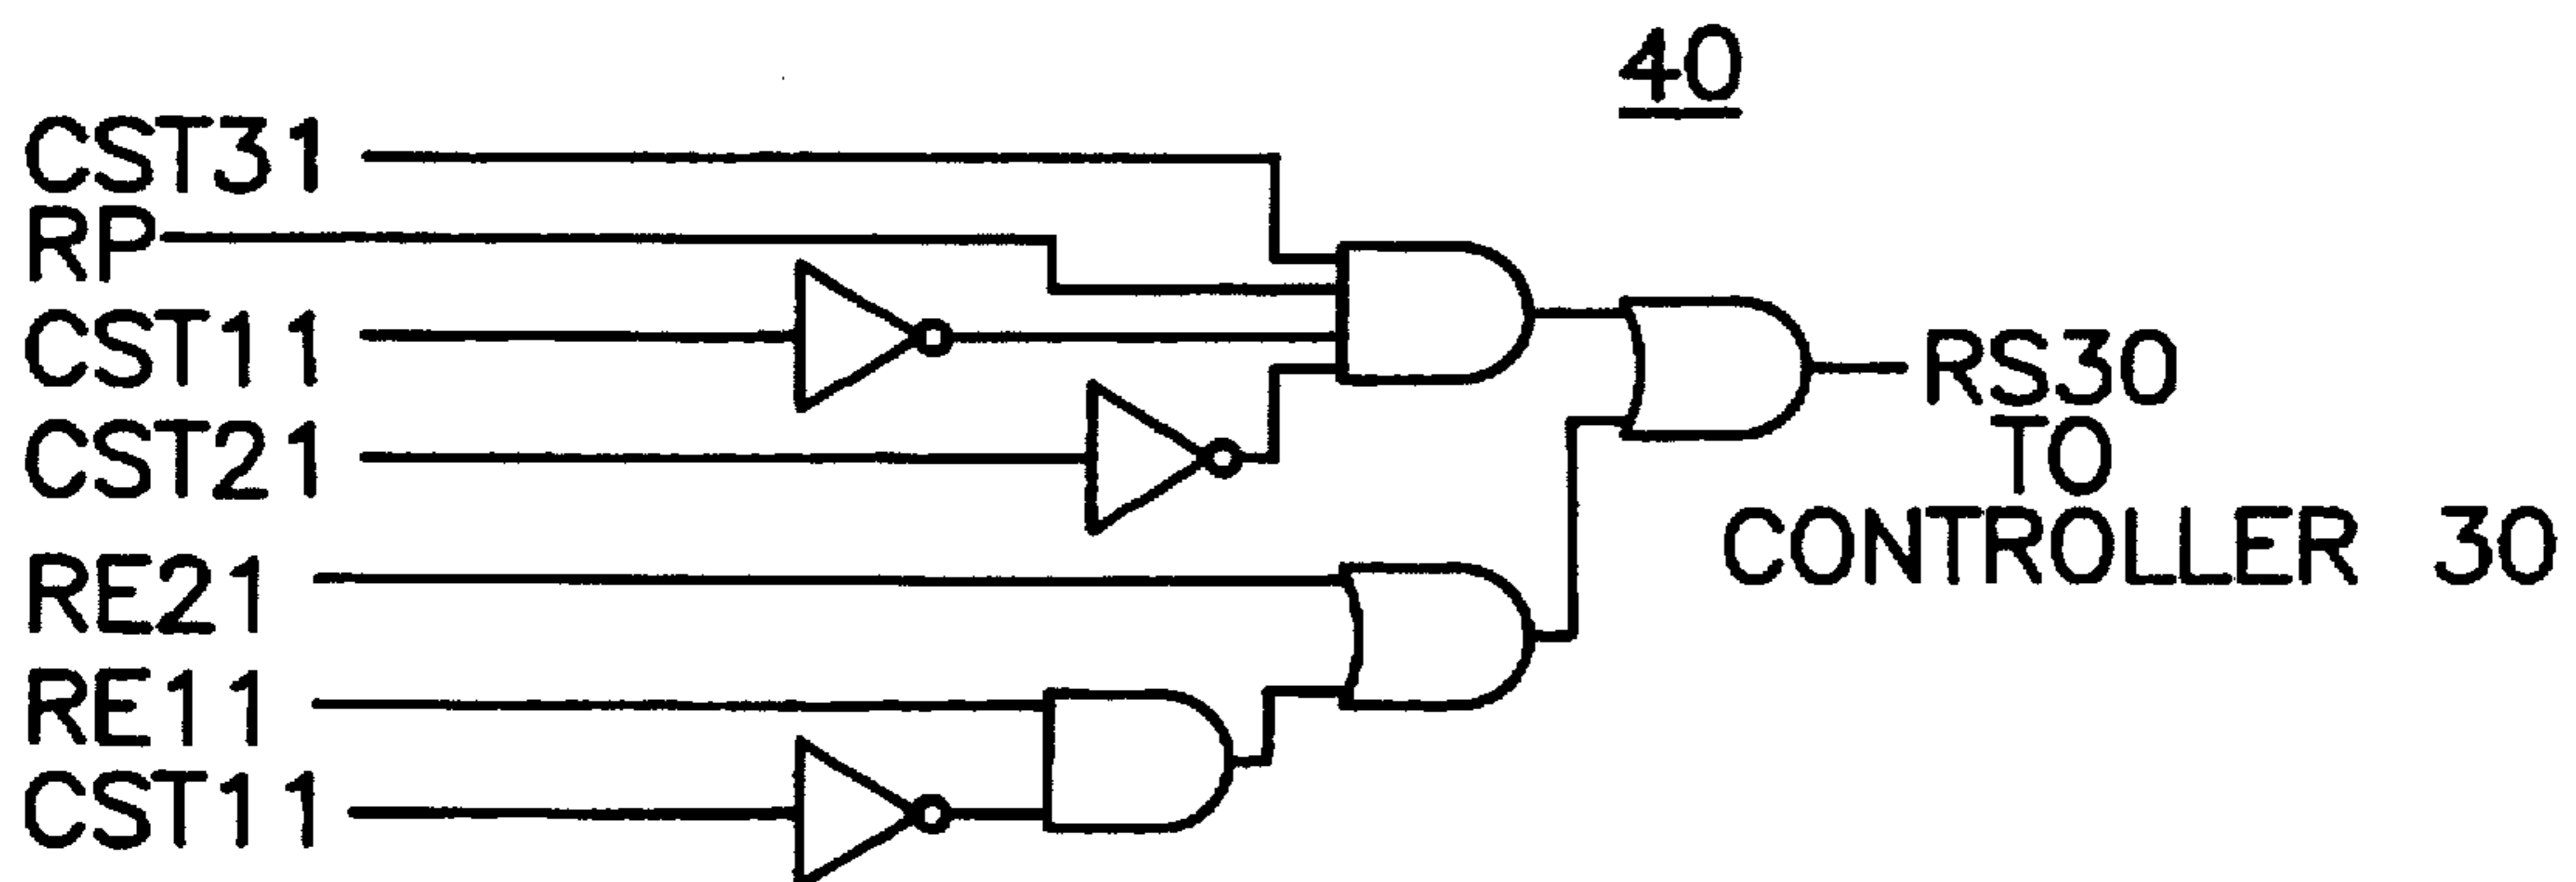 40
CST31
RP
CST11
CST21
RE21
RE11
CST11
RS30
TO
CONTROLLER 30